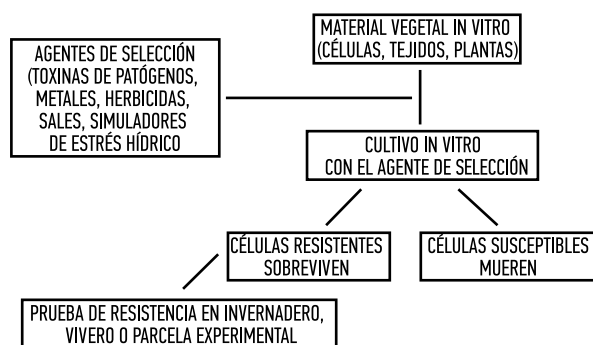 MATERIAL VEGETAL IN VITRO
(CÉLULAS, TEJIDOS, PLANTAS)
AGENTES DE SELECCIÓN
(TOXINAS DE PATÓGENOS,
METALES, HERBICIDAS,
SALES, SIMULADORES
DE ESTRÉS HÍDRICO
CULTIVO IN VITRO
CON EL AGENTE DE SELECCIÓN
CÉLULAS RESISTENTES
SOBREVIVEN
CÉLULAS SUSCEPTIBLES
MUEREN
PRUEBA DE RESISTENCIA EN INVERNADERO,
VIVERO O PARCELA EXPERIMENTAL